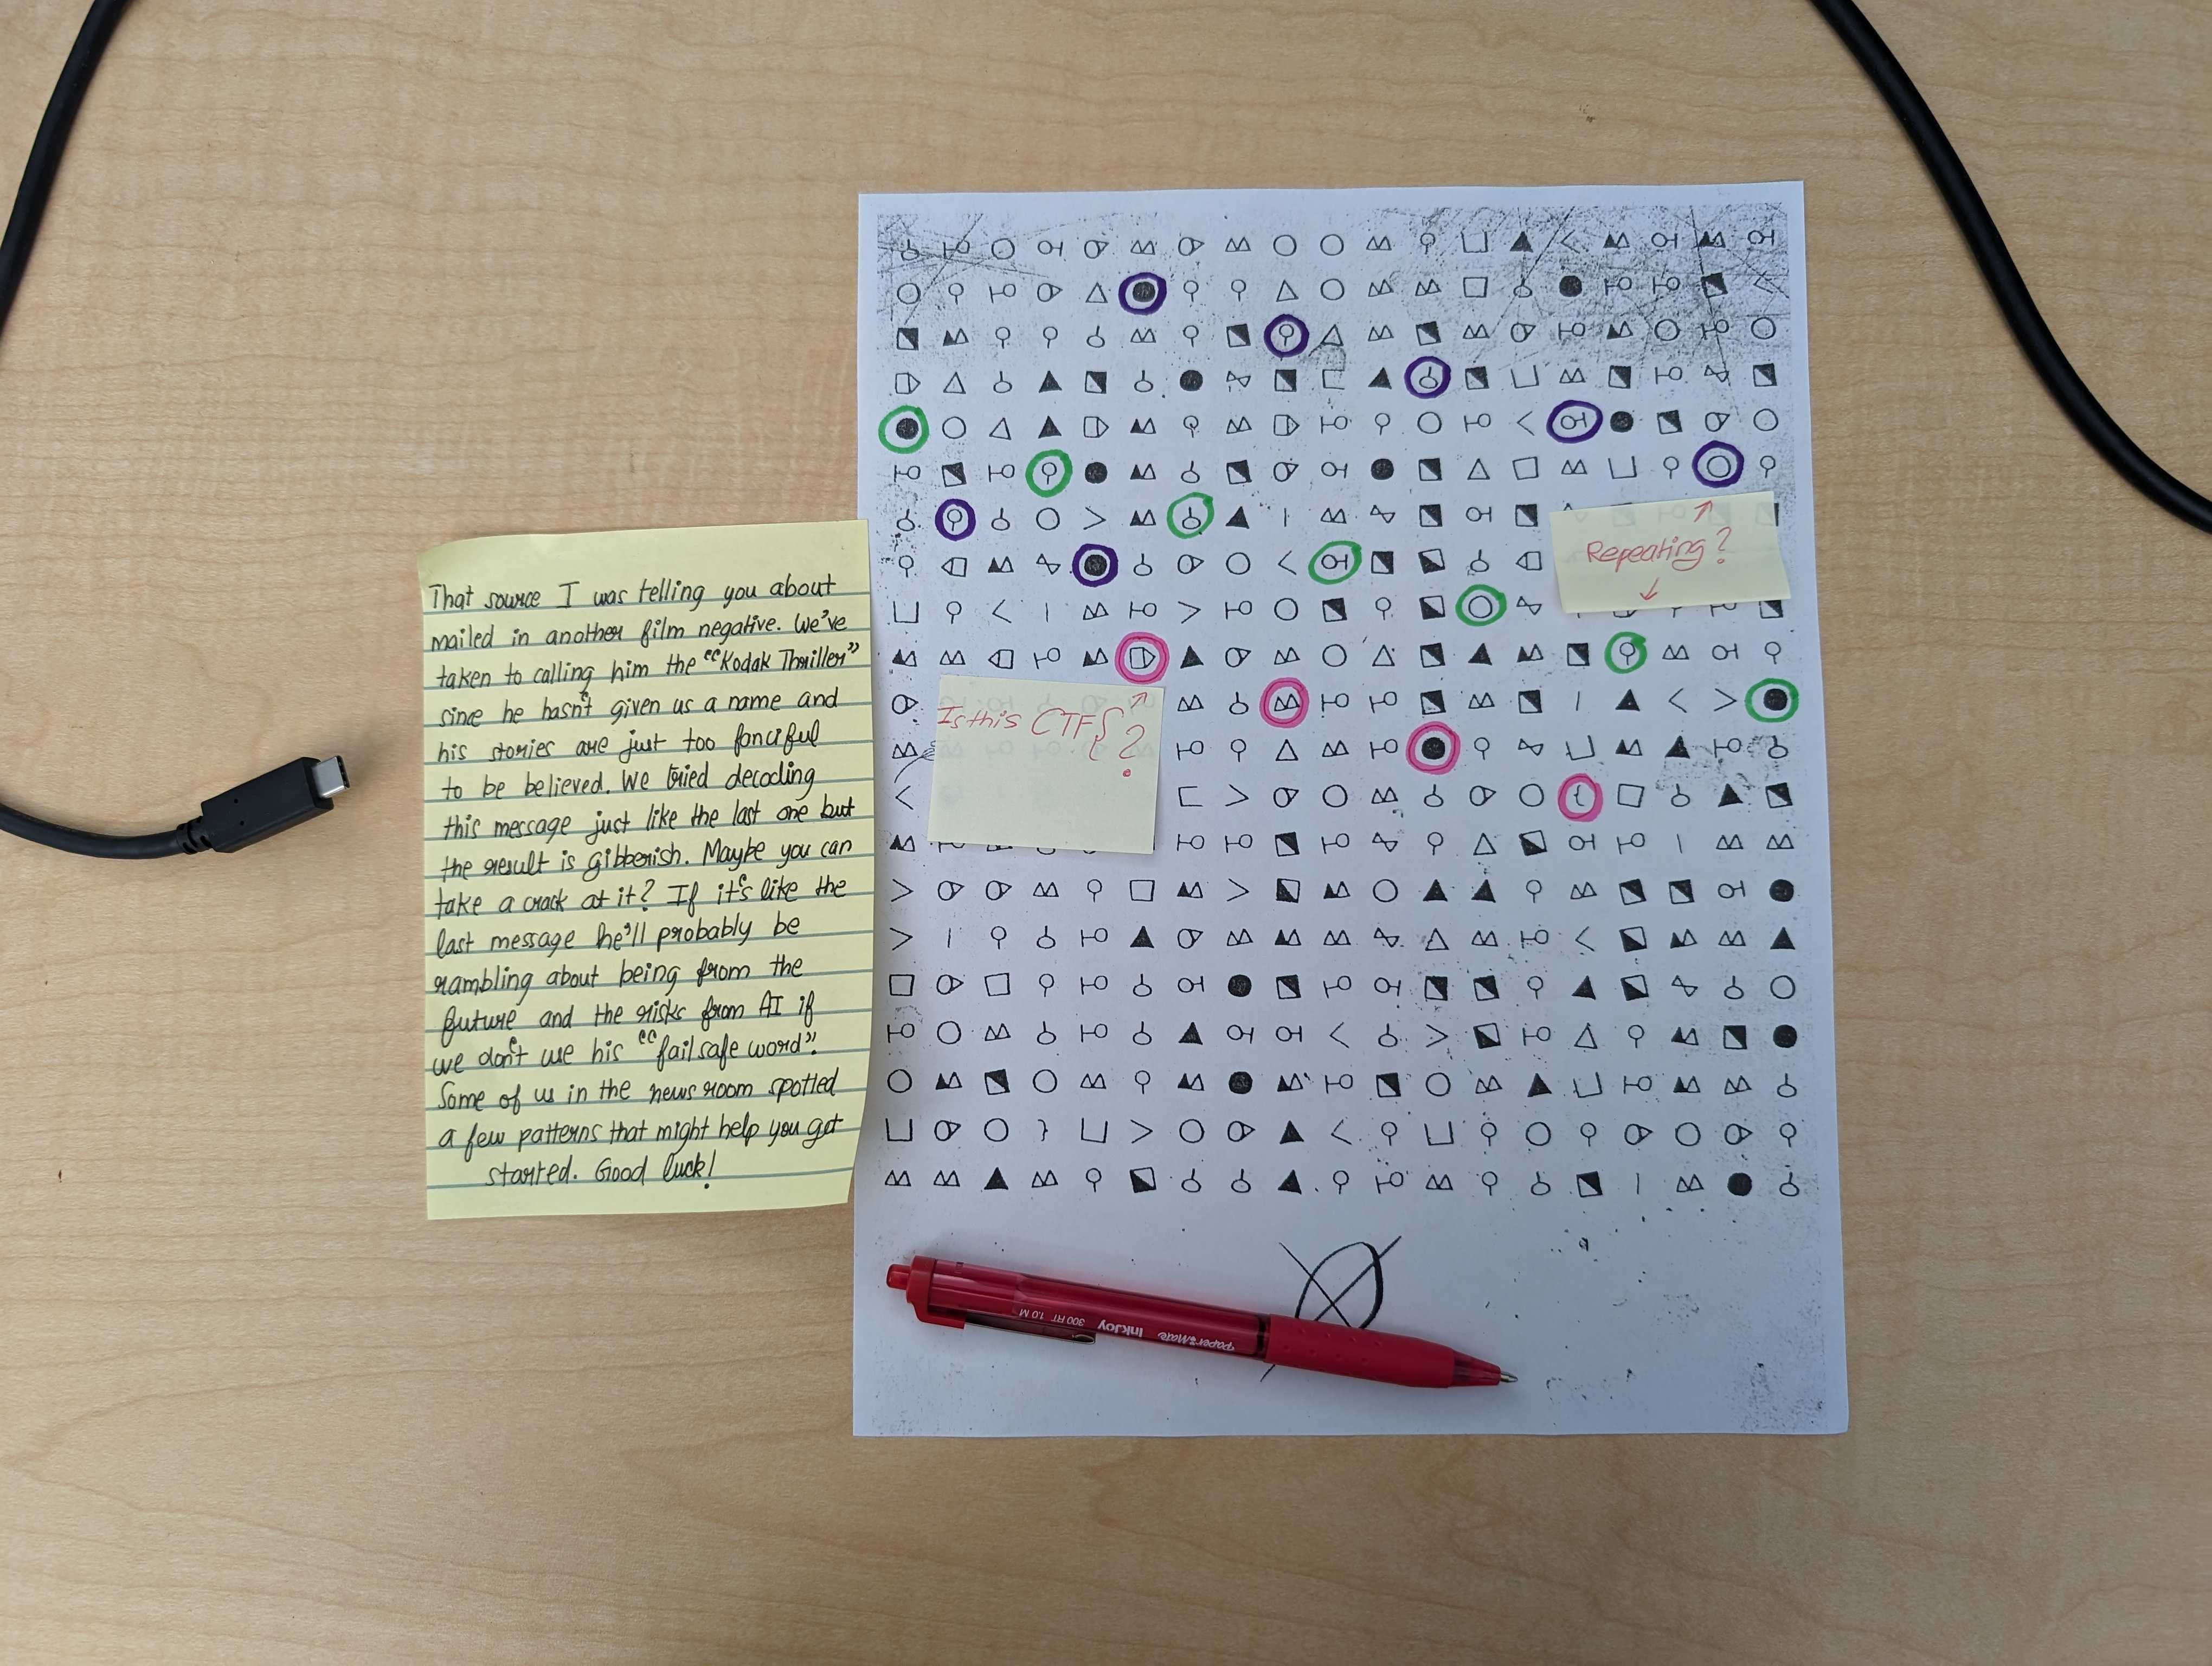 That source I was telling you about
mailed in another film negative. We've
taken to calling him the "Kodak Thriller"
since he hasn't given us a name and
his stories are just too fanciful
to be believed. We tried decoding
this message just like the last one but
the result is gibberish. Maybe you can
take a crack at it? If it's like the
last message he'll probably be
rambling about being from the
future and the risks from AI if
we don't use his "failsafe word".
Some of us in the news room spotted
a few patterns that might help you get
started. Good luck!
Repeating?
Is this CTF{?
paper mate InkJoy 300 RT 1.0 M